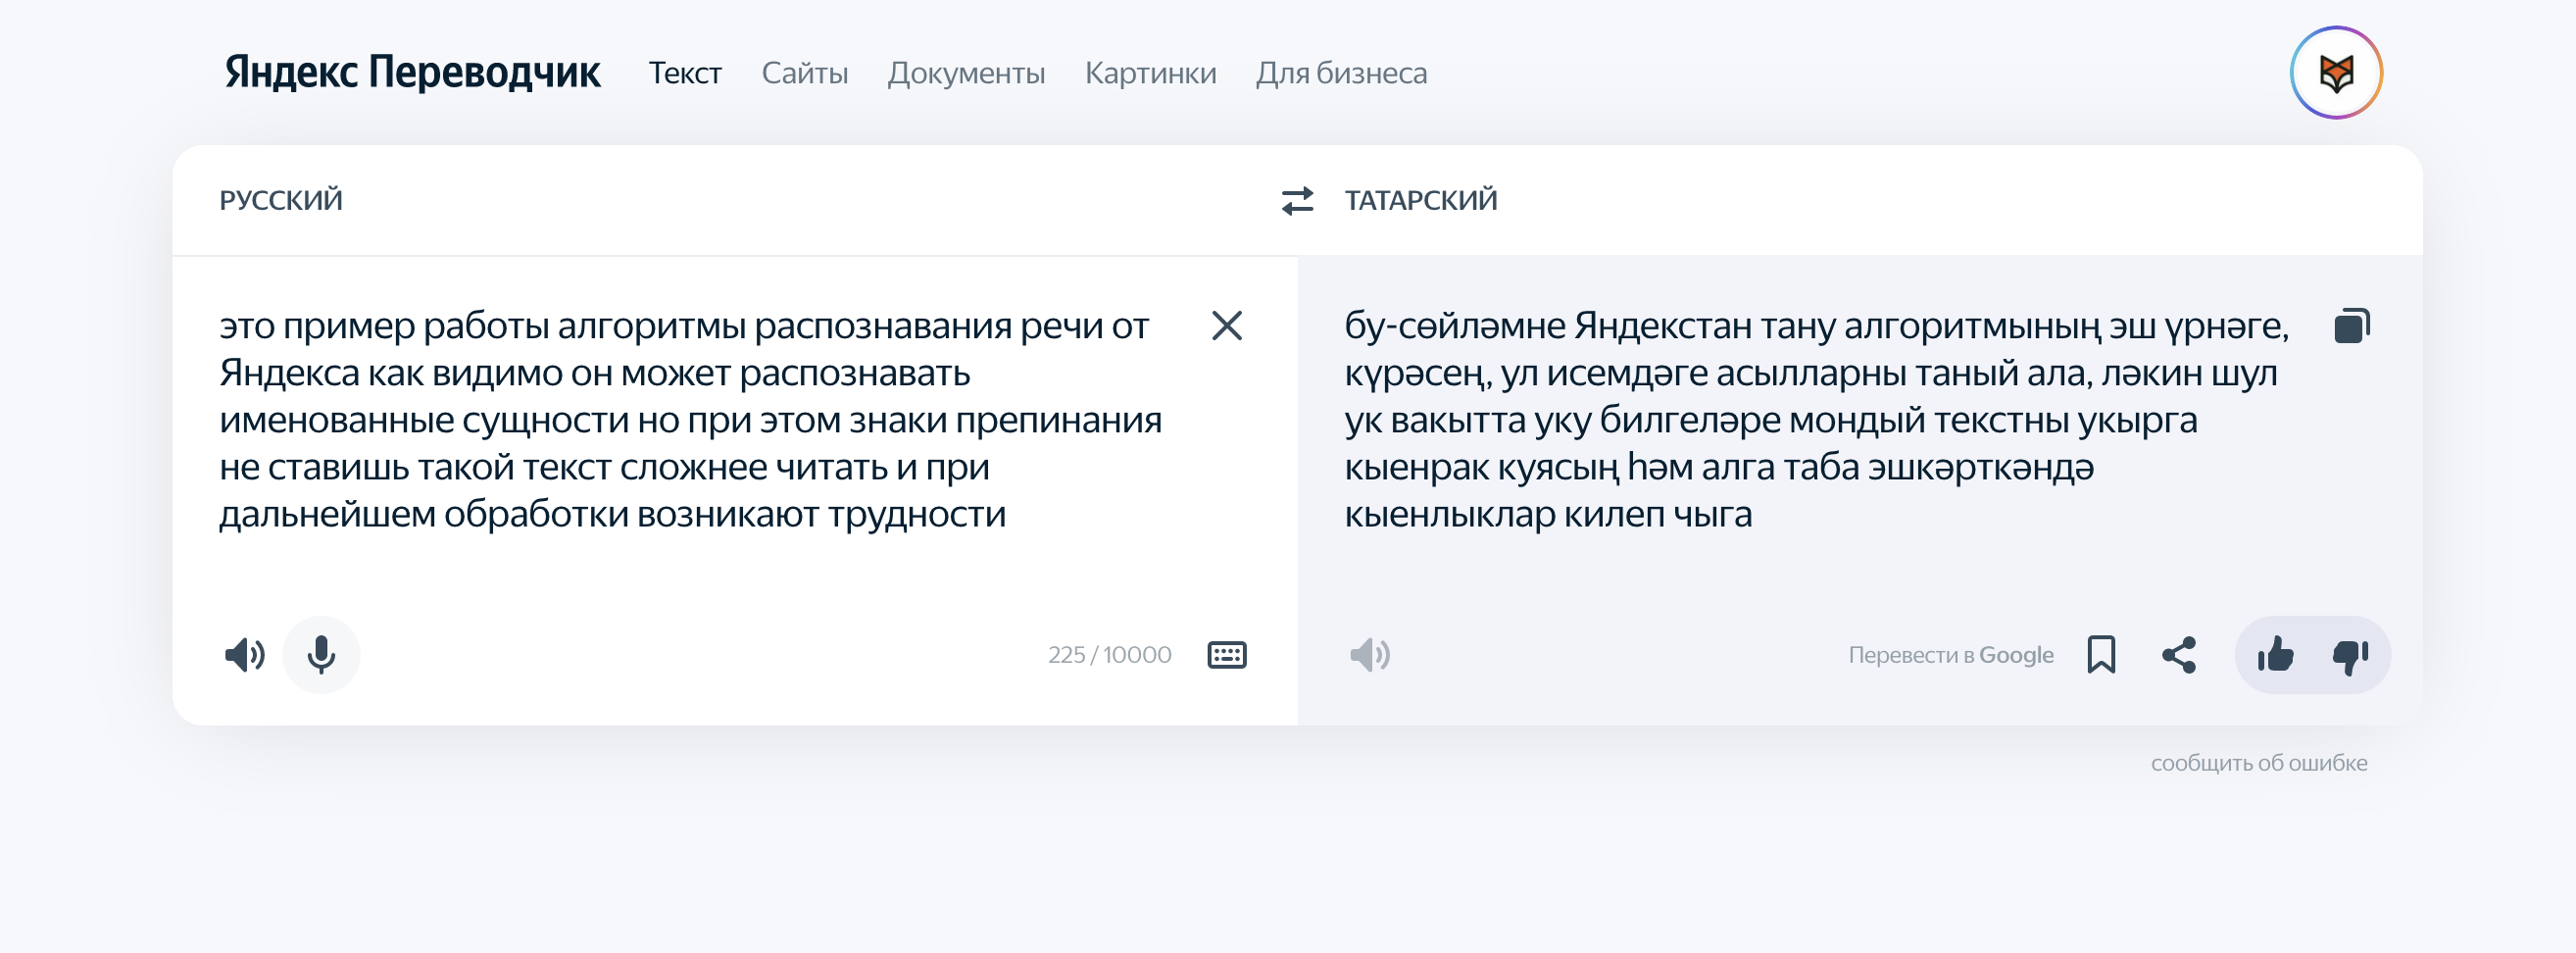 Яндекс Переводчик Текст Сайты Документы Картинки Для бизнеса
РУССКИЙ
ТАТАРСКИЙ
это пример работы алгоритмы распознавания речи от
Яндекса как видимо он может распознавать
именованные сущности но при этом знаки препинания
не ставишь такой текст сложнее читать и при
дальнейшем обработки возникают трудности
225 / 10000
бу-сөйләмне Яндекстан тану алгоритмының эш үрнәге,
күрәсең, ул исемдәге асылларны таный ала, ләкин шул
ук вакытта уку билгеләре мондый текстны укырга
кыенрак куясың һәм алга таба эшкәрткәндә
кыенлыклар килеп чыга
Перевести в Google
сообщить об ошибке